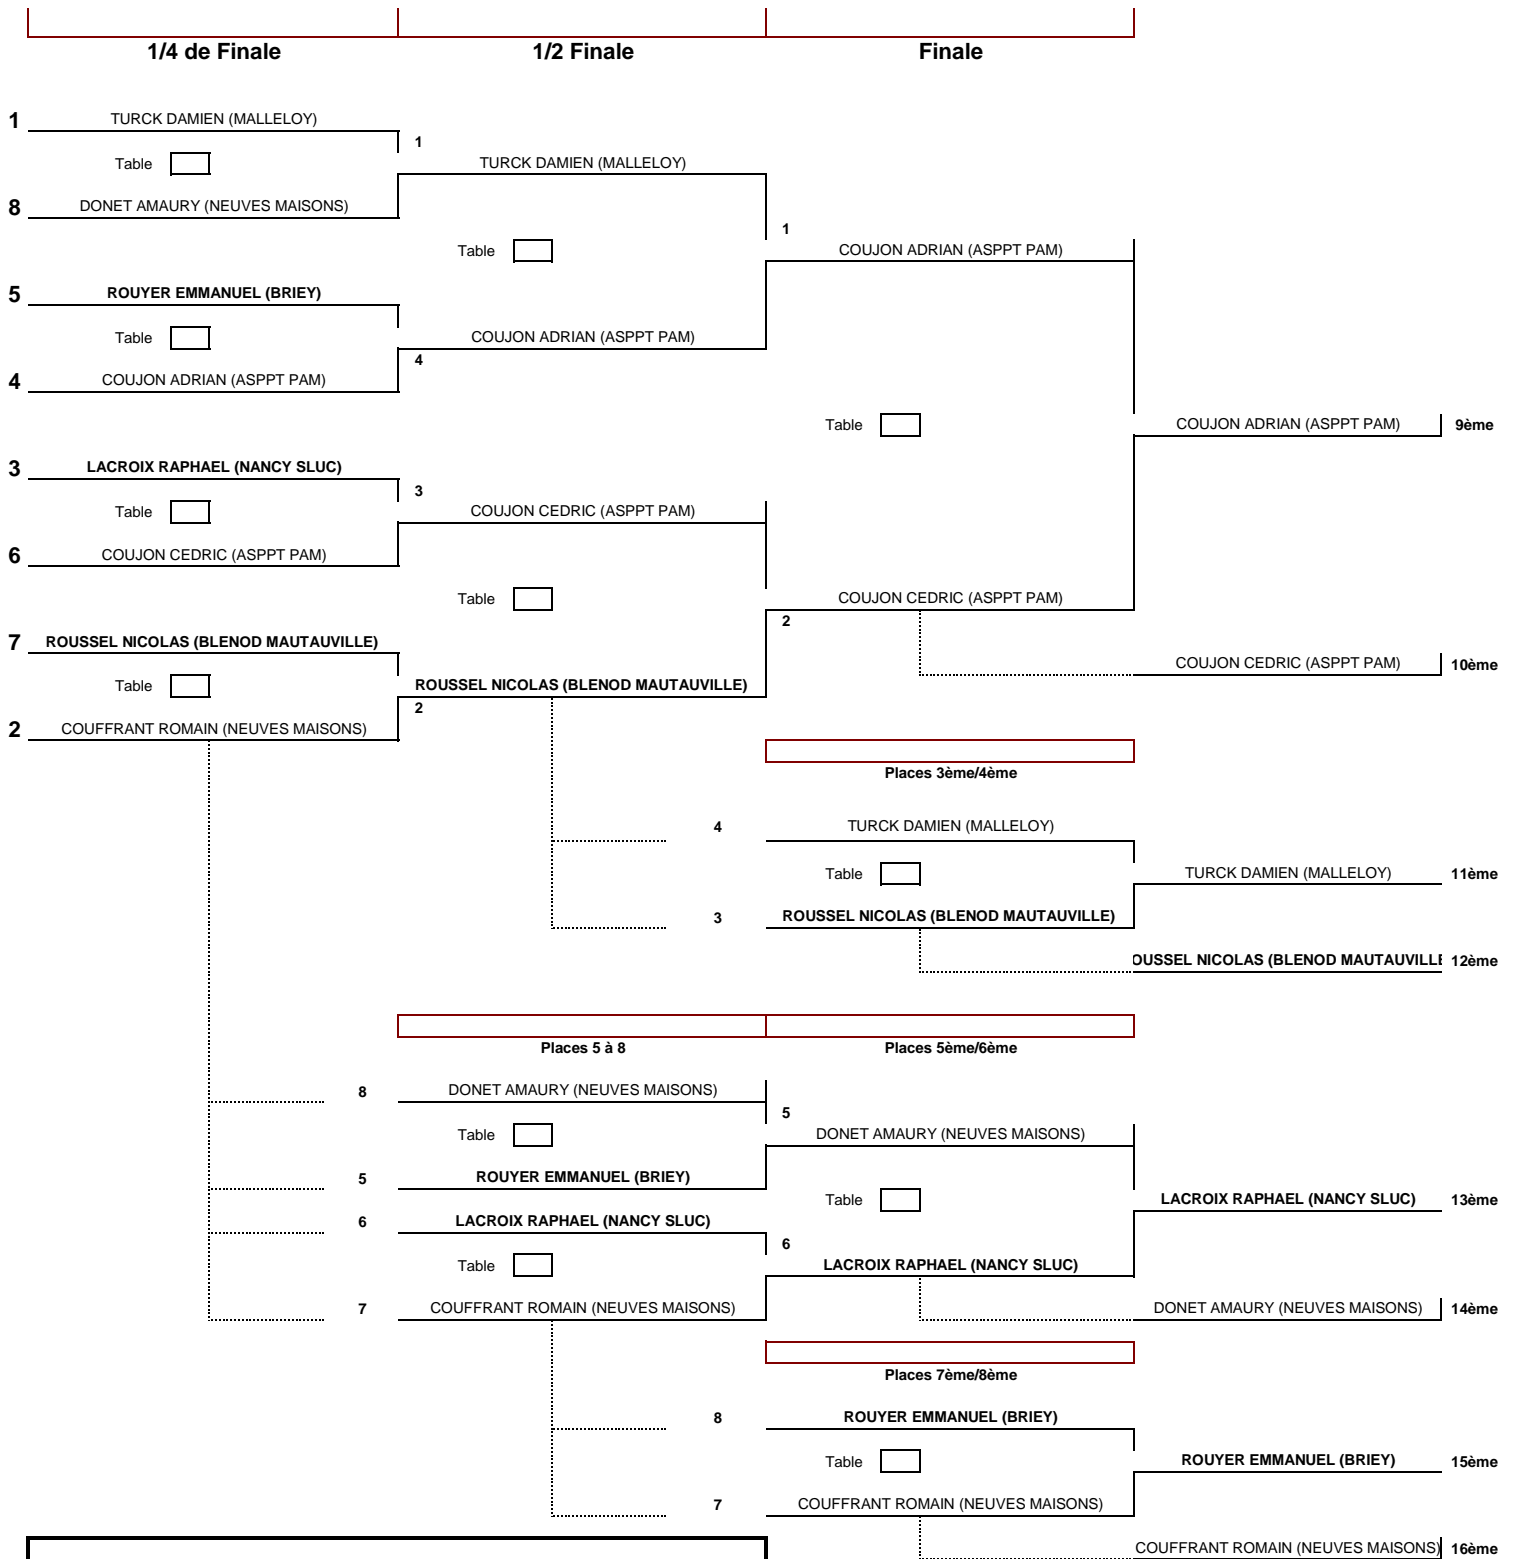 1/4 de Finale 1/2 Finale Finale
1 TURCK DAMIEN (MALLELOY)
1
Table TURCK DAMIEN (MALLELOY)
8 DONET AMAURY (NEUVES MAISONS)
1
Table COUJON ADRIAN (ASPPT PAM)
5 ROUYER EMMANUEL (BRIEY)
Table COUJON ADRIAN (ASPPT PAM)
4
4 COUJON ADRIAN (ASPPT PAM)
Table COUJON ADRIAN (ASPPT PAM) 9ème
3 LACROIX RAPHAEL (NANCY SLUC)
3
Table COUJON CEDRIC (ASPPT PAM)
6 COUJON CEDRIC (ASPPT PAM)
Table COUJON CEDRIC (ASPPT PAM)
2
7 ROUSSEL NICOLAS (BLENOD MAUTAUVILLE)
COUJON CEDRIC (ASPPT PAM) 10ème
Table ROUSSEL NICOLAS (BLENOD MAUTAUVILLE)
2
2 COUFFRANT ROMAIN (NEUVES MAISONS)
Places 3ème/4ème
4 TURCK DAMIEN (MALLELOY)
Table TURCK DAMIEN (MALLELOY) 11ème
3 ROUSSEL NICOLAS (BLENOD MAUTAUVILLE)
OUSSEL NICOLAS (BLENOD MAUTAUVILLE 12ème
Places 5 à 8 Places 5ème/6ème
8 DONET AMAURY (NEUVES MAISONS)
5
Table DONET AMAURY (NEUVES MAISONS)
5 ROUYER EMMANUEL (BRIEY)
Table LACROIX RAPHAEL (NANCY SLUC) 13ème
6 LACROIX RAPHAEL (NANCY SLUC)
6
Table LACROIX RAPHAEL (NANCY SLUC)
7 COUFFRANT ROMAIN (NEUVES MAISONS) DONET AMAURY (NEUVES MAISONS) 14ème
Places 7ème/8ème
8 ROUYER EMMANUEL (BRIEY)
Table ROUYER EMMANUEL (BRIEY) 15ème
7 COUFFRANT ROMAIN (NEUVES MAISONS)
COUFFRANT ROMAIN (NEUVES MAISONS) 16ème